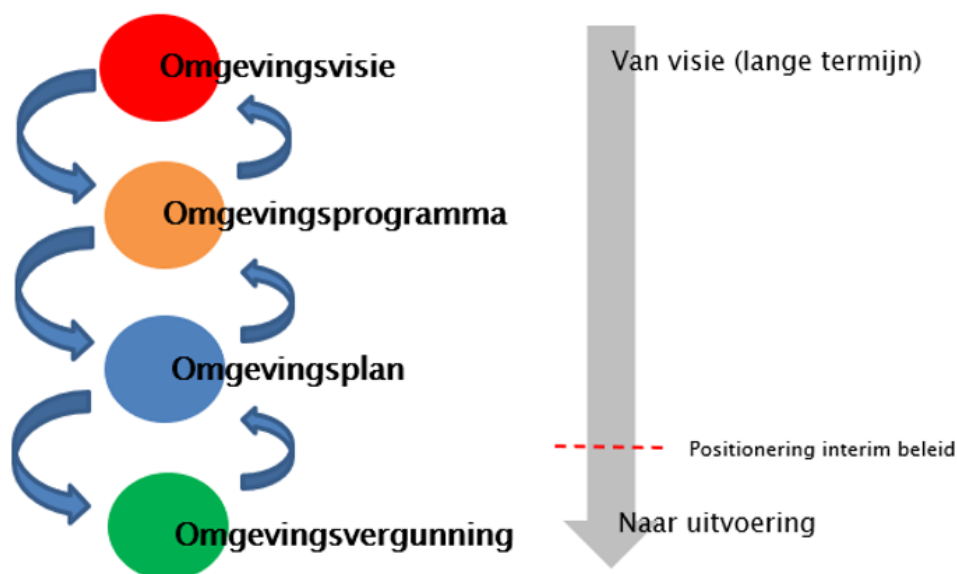 Omgevingsvisie
Van visie (lange termijn)
Omgevingsprogramma
Omgevingsplan
Positionering interim beleid
Naar uitvoering
Omgevingsvergunning